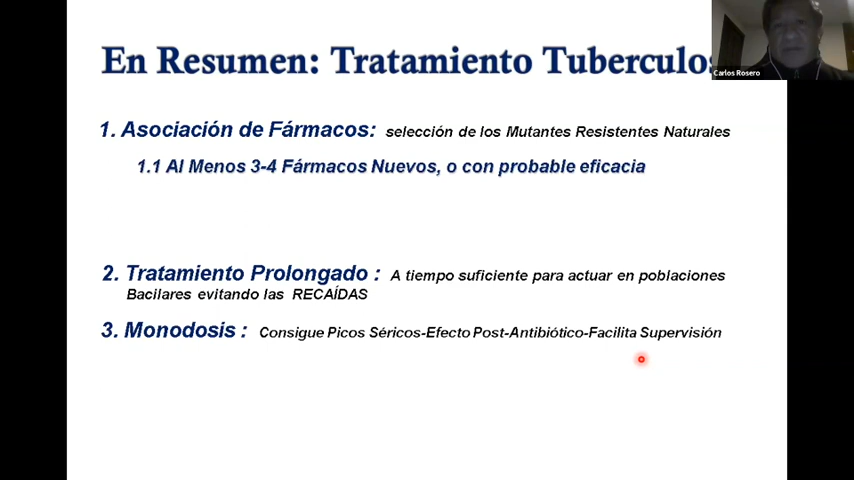 En Resumen: Tratamiento Tuberculos
Carlos Rosero
1. Asociación de Fármacos: selección de los Mutantes Resistentes Naturales
1.1 Al Menos 3-4 Fármacos Nuevos, o con probable eficacia
2. Tratamiento Prolongado : A tiempo suficiente para actuar en poblaciones
Bacilares evitando las RECAÍDAS
3. Monodosis : Consigue Picos Séricos-Efecto Post-Antibiótico-Facilita Supervisión